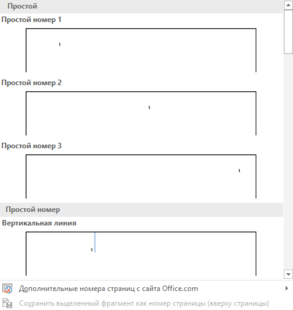 Простой
Простой номер 1
1
Простой номер 2
1
Простой номер 3
1
Простой номер
Вертикальная линия
1
Дополнительные номера страниц с сайта Office.com
Сохранить выделенный фрагмент как номер страницы (вверху страницы)